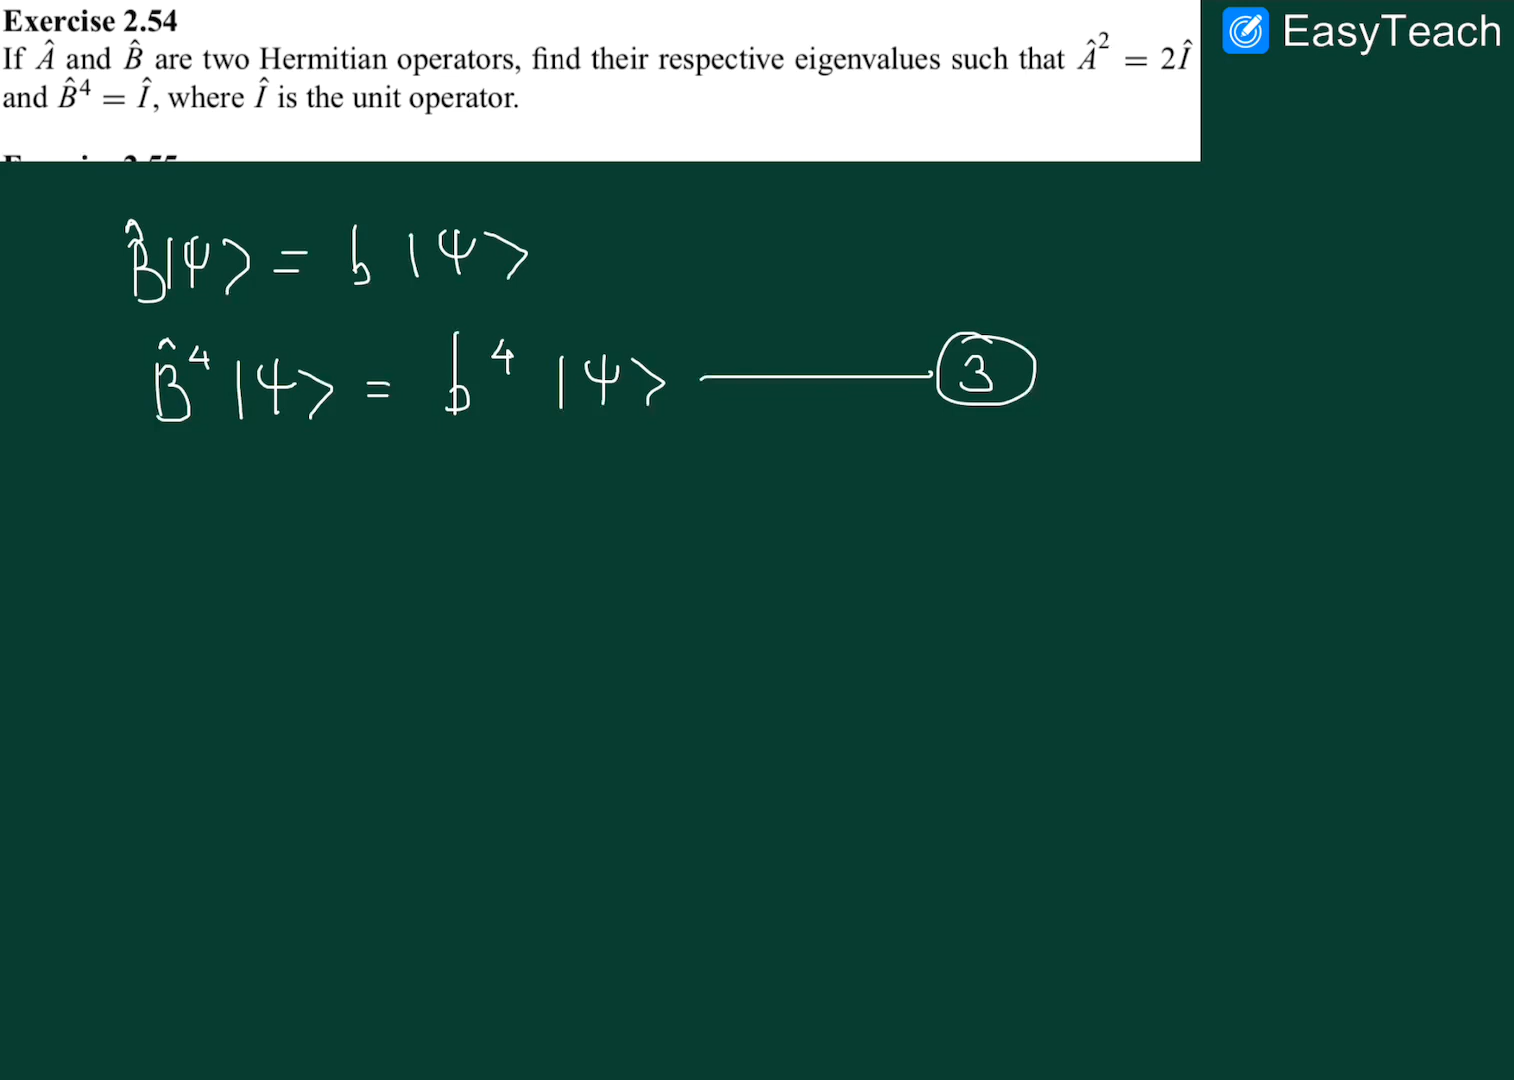 Exercise 2.54
EasyTeach
If Â and B̂ are two Hermitian operators, find their respective eigenvalues such that Â² = 2Î
and B̂⁴ = Î, where Î is the unit operator.
B̂|ψ> = b |ψ>
B̂⁴ |ψ> = b⁴ |ψ> ——— 3